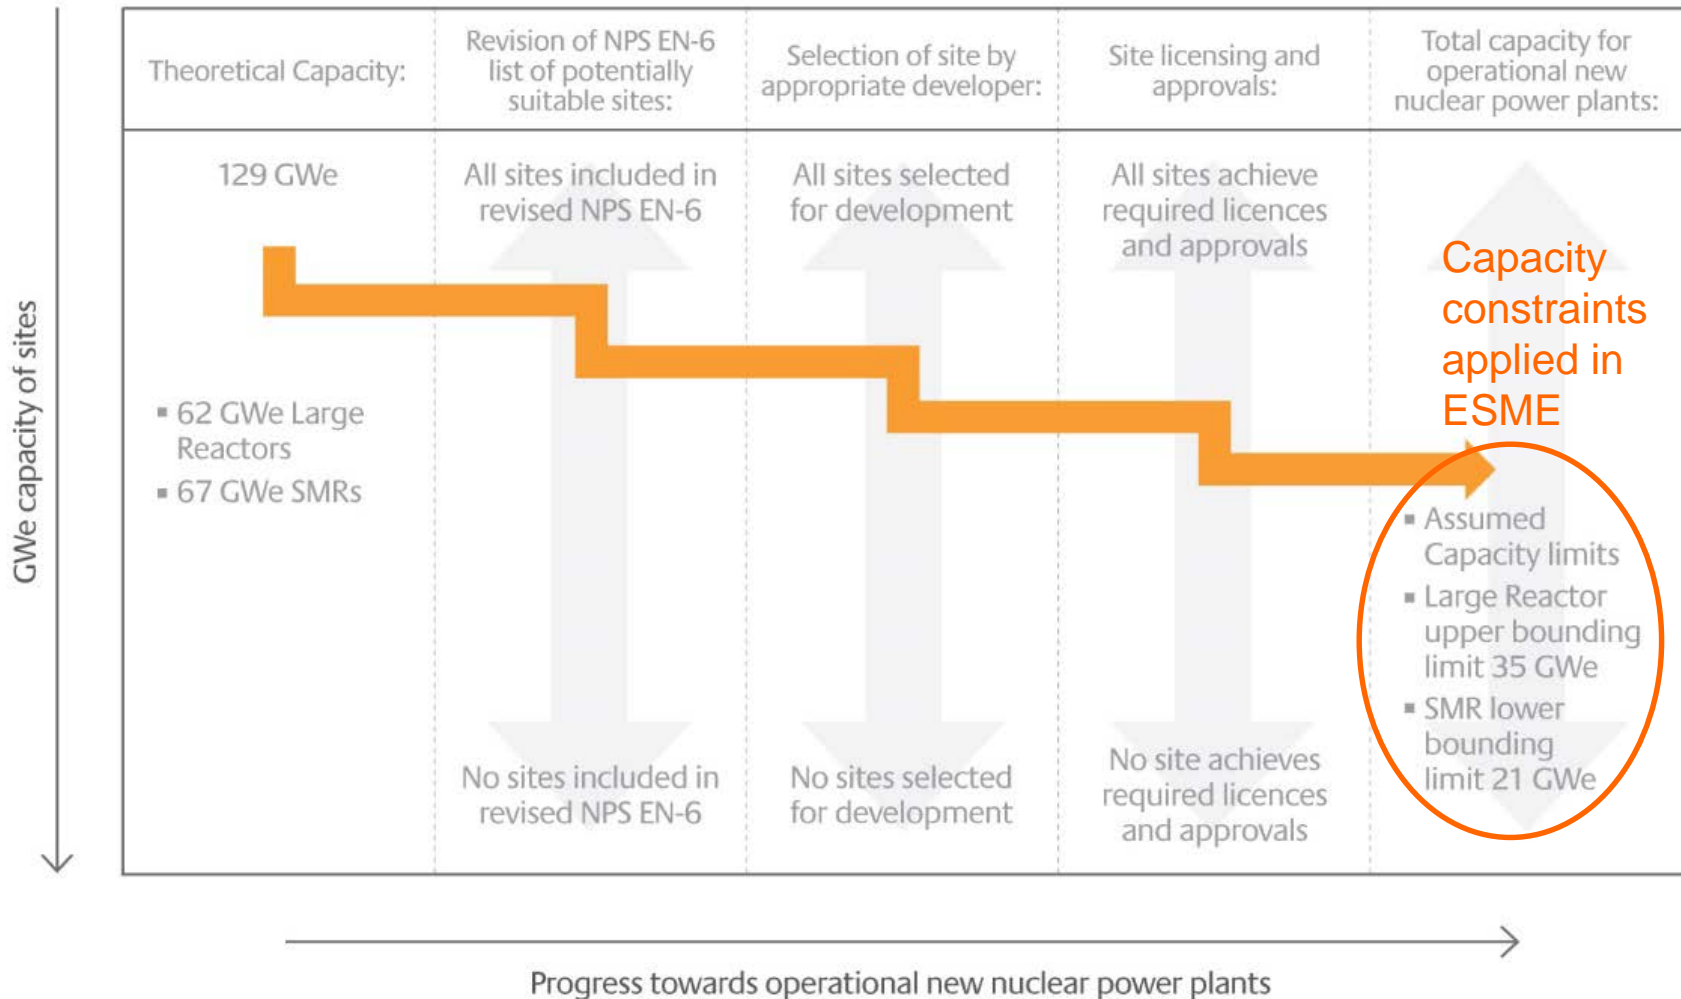 Theoretical Capacity:
Revision of NPS EN-6
list of potentially
suitable sites:
Selection of site by
appropriate developer:
Site licensing and
approvals:
Total capacity for
operational new
nuclear power plants:
129 GWe
All sites included in
revised NPS EN-6
All sites selected
for development
All sites achieve
required licences
and approvals
Capacity
constraints
applied in
ESME
GWe capacity of sites
▪ 62 GWe Large
Reactors
▪ 67 GWe SMRs
▪ Assumed
Capacity limits
▪ Large Reactor
upper bounding
limit 35 GWe
▪ SMR lower
bounding
limit 21 GWe
No sites included in
revised NPS EN-6
No sites selected
for development
No site achieves
required licences
and approvals
Progress towards operational new nuclear power plants